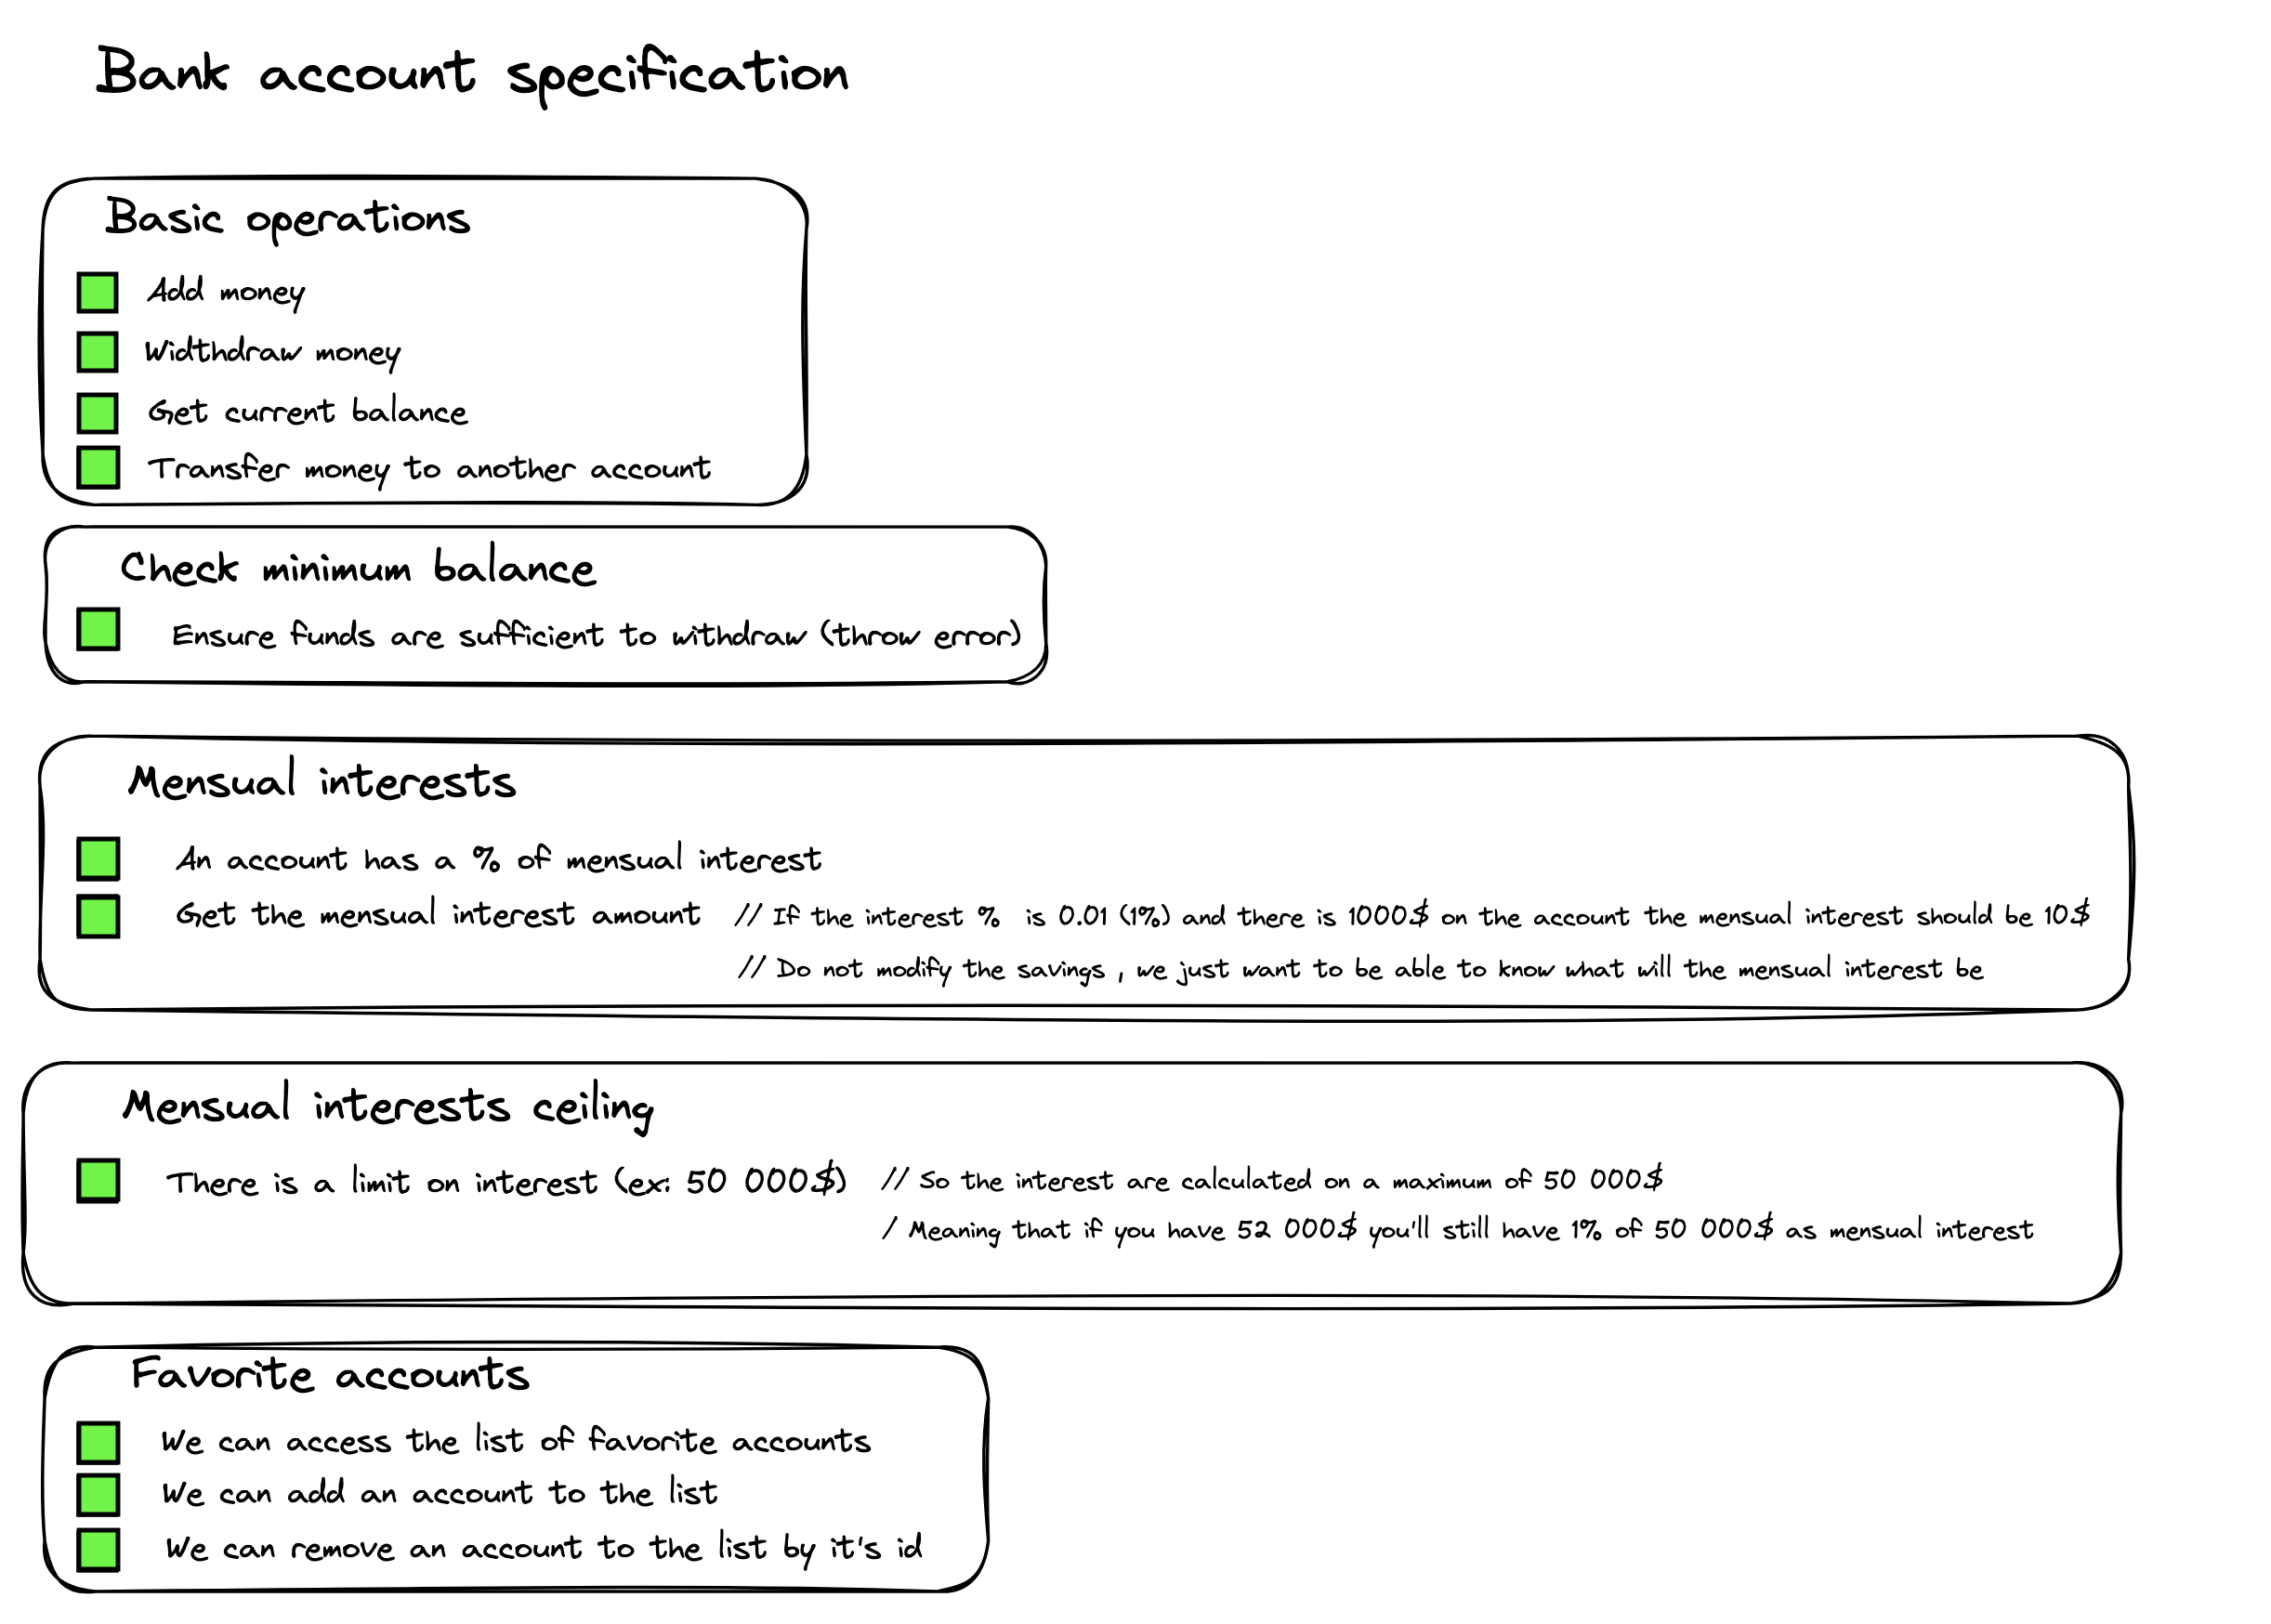 Bank account specification
Basic operations
Add money
Widthdraw money
Get current balance
Transfer money to another account
Check minimum balance
Ensure funds are sufficient to withdraw (throw error)
Mensual interests
An account has a % of mensual interest
Get the mensual interest amount // If the interest % is 0.01 (1%) and there is 1000$ on the account the mensual interest should be 10$
// Do not modify the savings , we just want to be able to know what will the mensual interest be
Mensual interests ceiling
There is a limit on interest (ex: 50 000$) // So the interest are calculated on a maximum of 50 000$
/ Meaning that if you have 52 000$ you'll still have 1% of 50 000$ as mensual interest
Favorite accounts
We can access the list of favorite accounts
We can add an account to the list
We can remove an account to the list by it's id